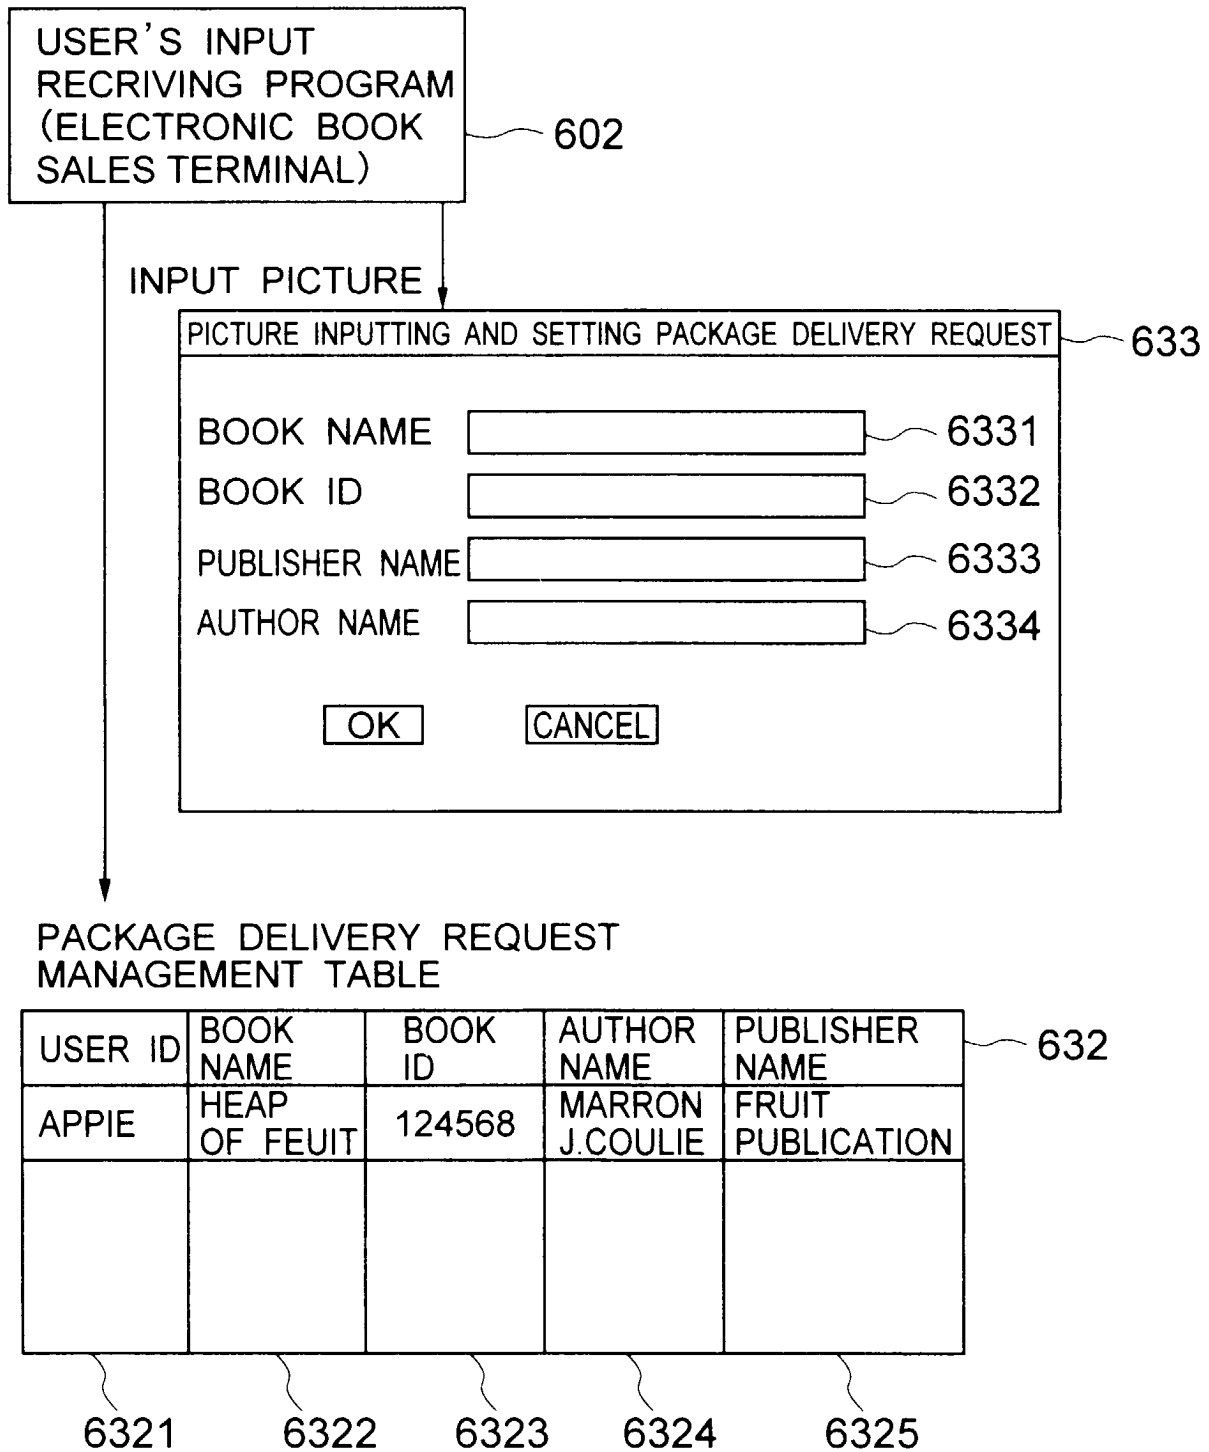 USER'S INPUT
RECRIVING PROGRAM
(ELECTRONIC BOOK
SALES TERMINAL)
602
INPUT PICTURE
PICTURE INPUTTING AND SETTING PACKAGE DELIVERY REQUEST
633
BOOK NAME
6331
BOOK ID
6332
PUBLISHER NAME
6333
AUTHOR NAME
6334
OK
CANCEL
PACKAGE DELIVERY REQUEST
MANAGEMENT TABLE
USER ID
BOOK
NAME
BOOK
ID
AUTHOR
NAME
PUBLISHER
NAME
632
APPIE
HEAP
OF FEUIT
124568
MARRON
J.COULIE
FRUIT
PUBLICATION
6321
6322
6323
6324
6325